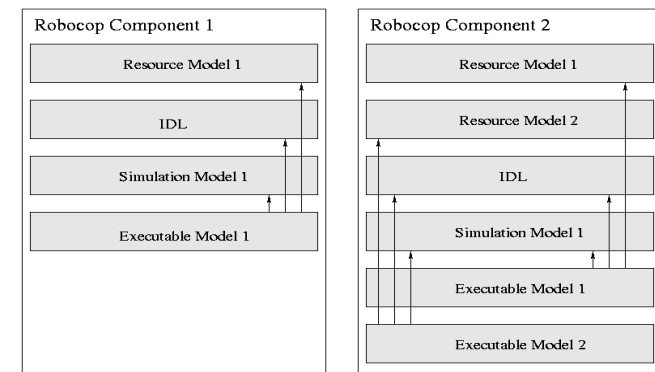 Robocop Component 1
Resource Model 1
IDL
Simulation Model 1
Executable Model 1
Robocop Component 2
Resource Model 1
Resource Model 2
IDL
Simulation Model 1
Executable Model 1
Executable Model 2